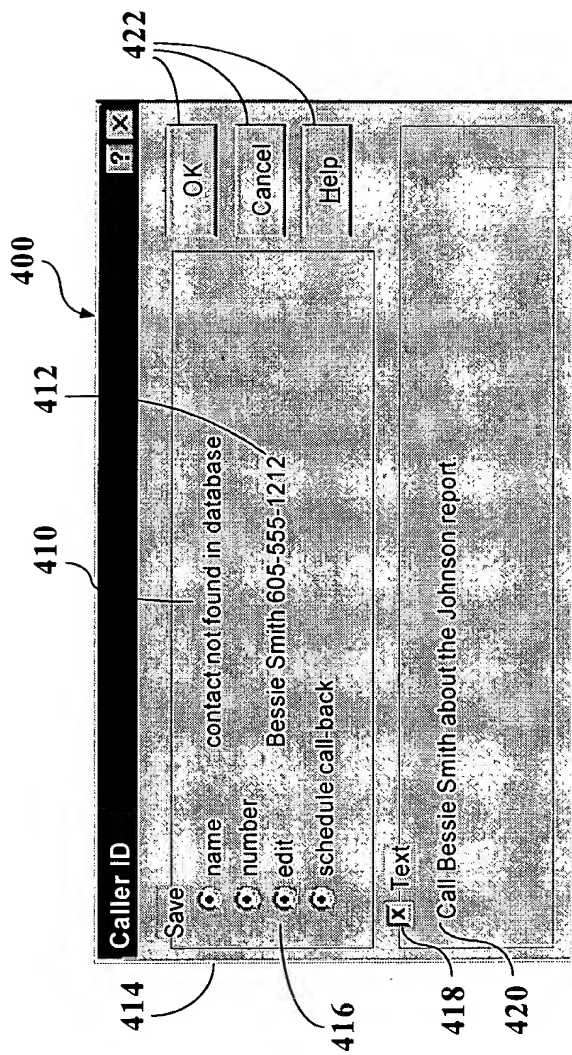 400
410
412
Caller ID ? X
Save
name contact not found in database
number
edit Bessie Smith 605-555-1212
schedule call-back
OK
Cancel
Help
422
414
416
X Text
418
Call Bessie Smith about the Johnson report.
420